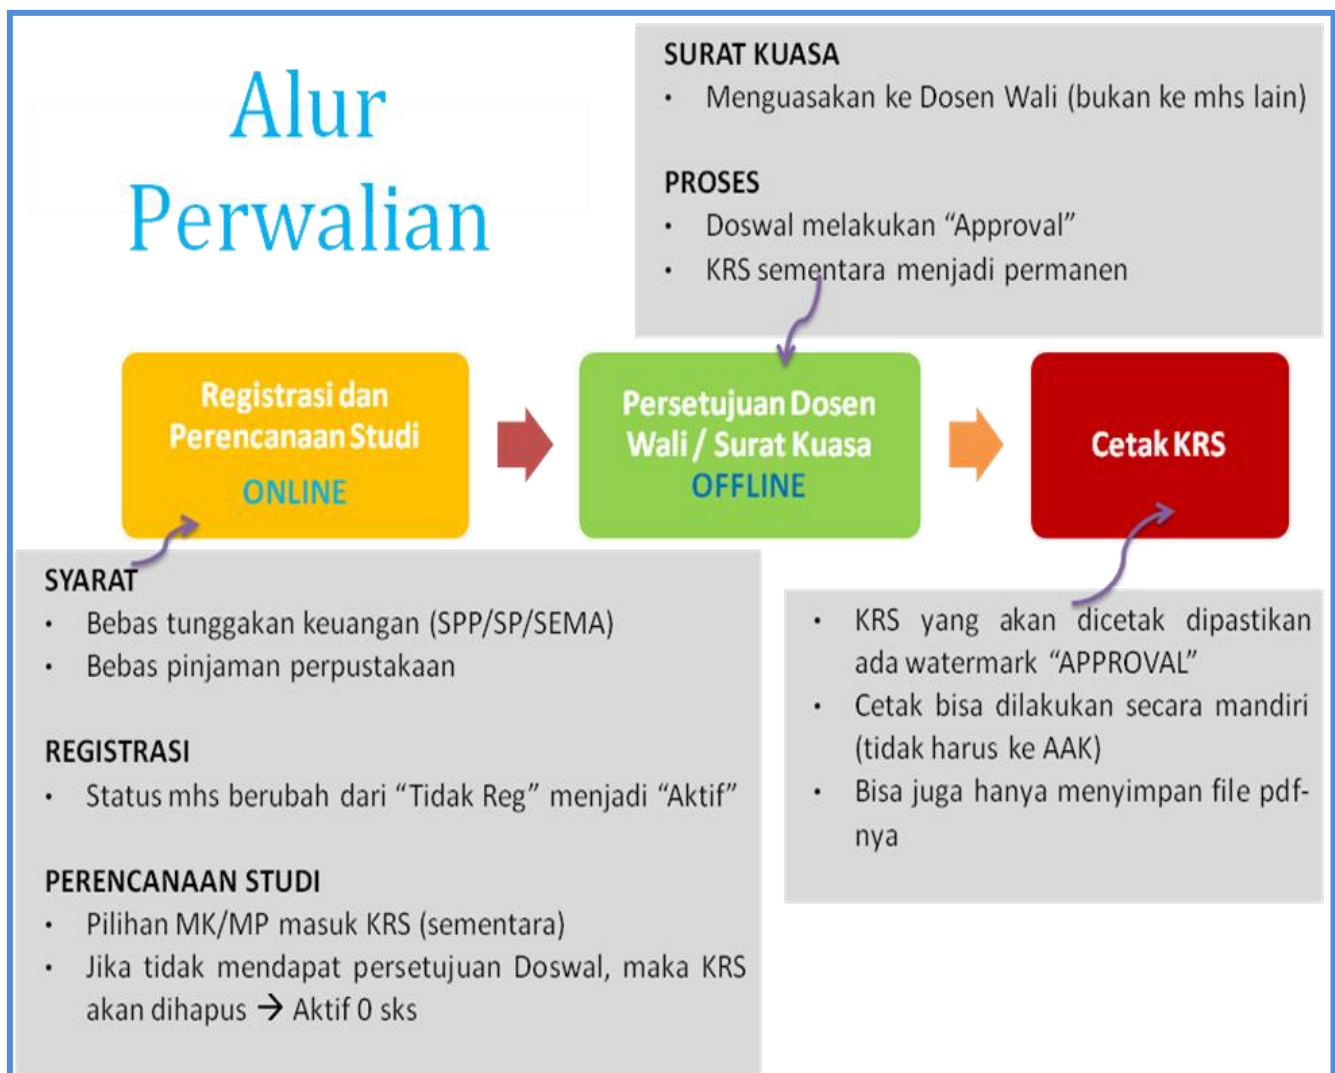 Alur
Perwalian
SURAT KUASA
• Menguasakan ke Dosen Wali (bukan ke mhs lain)
PROSES
• Doswal melakukan “Approval”
• KRS sementara menjadi permanen
Registrasi dan
Perencanaan Studi
ONLINE
Persetujuan Dosen
Wali / Surat Kuasa
OFFLINE
Cetak KRS
SYARAT
• Bebas tunggakan keuangan (SPP/SP/SEMA)
• Bebas pinjaman perpustakaan
REGISTRASI
• Status mhs berubah dari “Tidak Reg” menjadi “Aktif”
PERENCANAAN STUDI
• Pilihan MK/MP masuk KRS (sementara)
• Jika tidak mendapat persetujuan Doswal, maka KRS
akan dihapus → Aktif 0 sks
• KRS yang akan dicetak dipastikan
ada watermark “APPROVAL”
• Cetak bisa dilakukan secara mandiri
(tidak harus ke AAK)
• Bisa juga hanya menyimpan file pdf-
nya